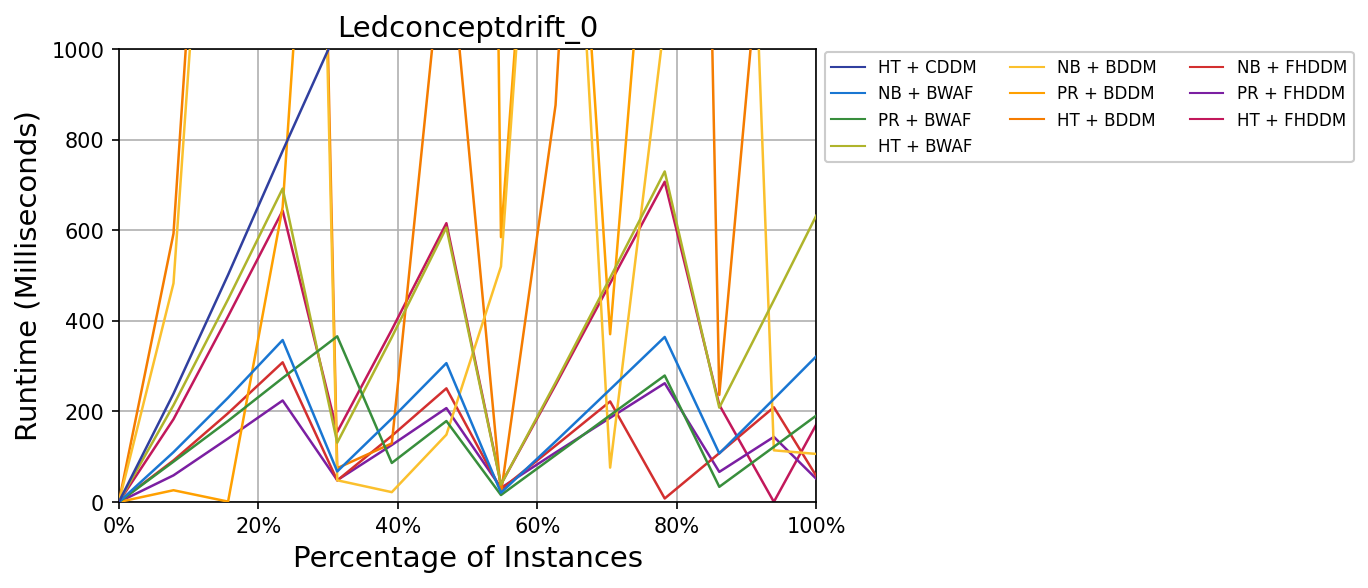 Ledconceptdrift_0
Runtime (Milliseconds)
1000
800
600
400
200
0
0%
20%
40%
60%
80%
100%
Percentage of Instances
HT + CDDM
NB + BWAF
PR + BWAF
HT + BWAF
NB + BDDM
PR + BDDM
HT + BDDM
NB + FHDDM
PR + FHDDM
HT + FHDDM